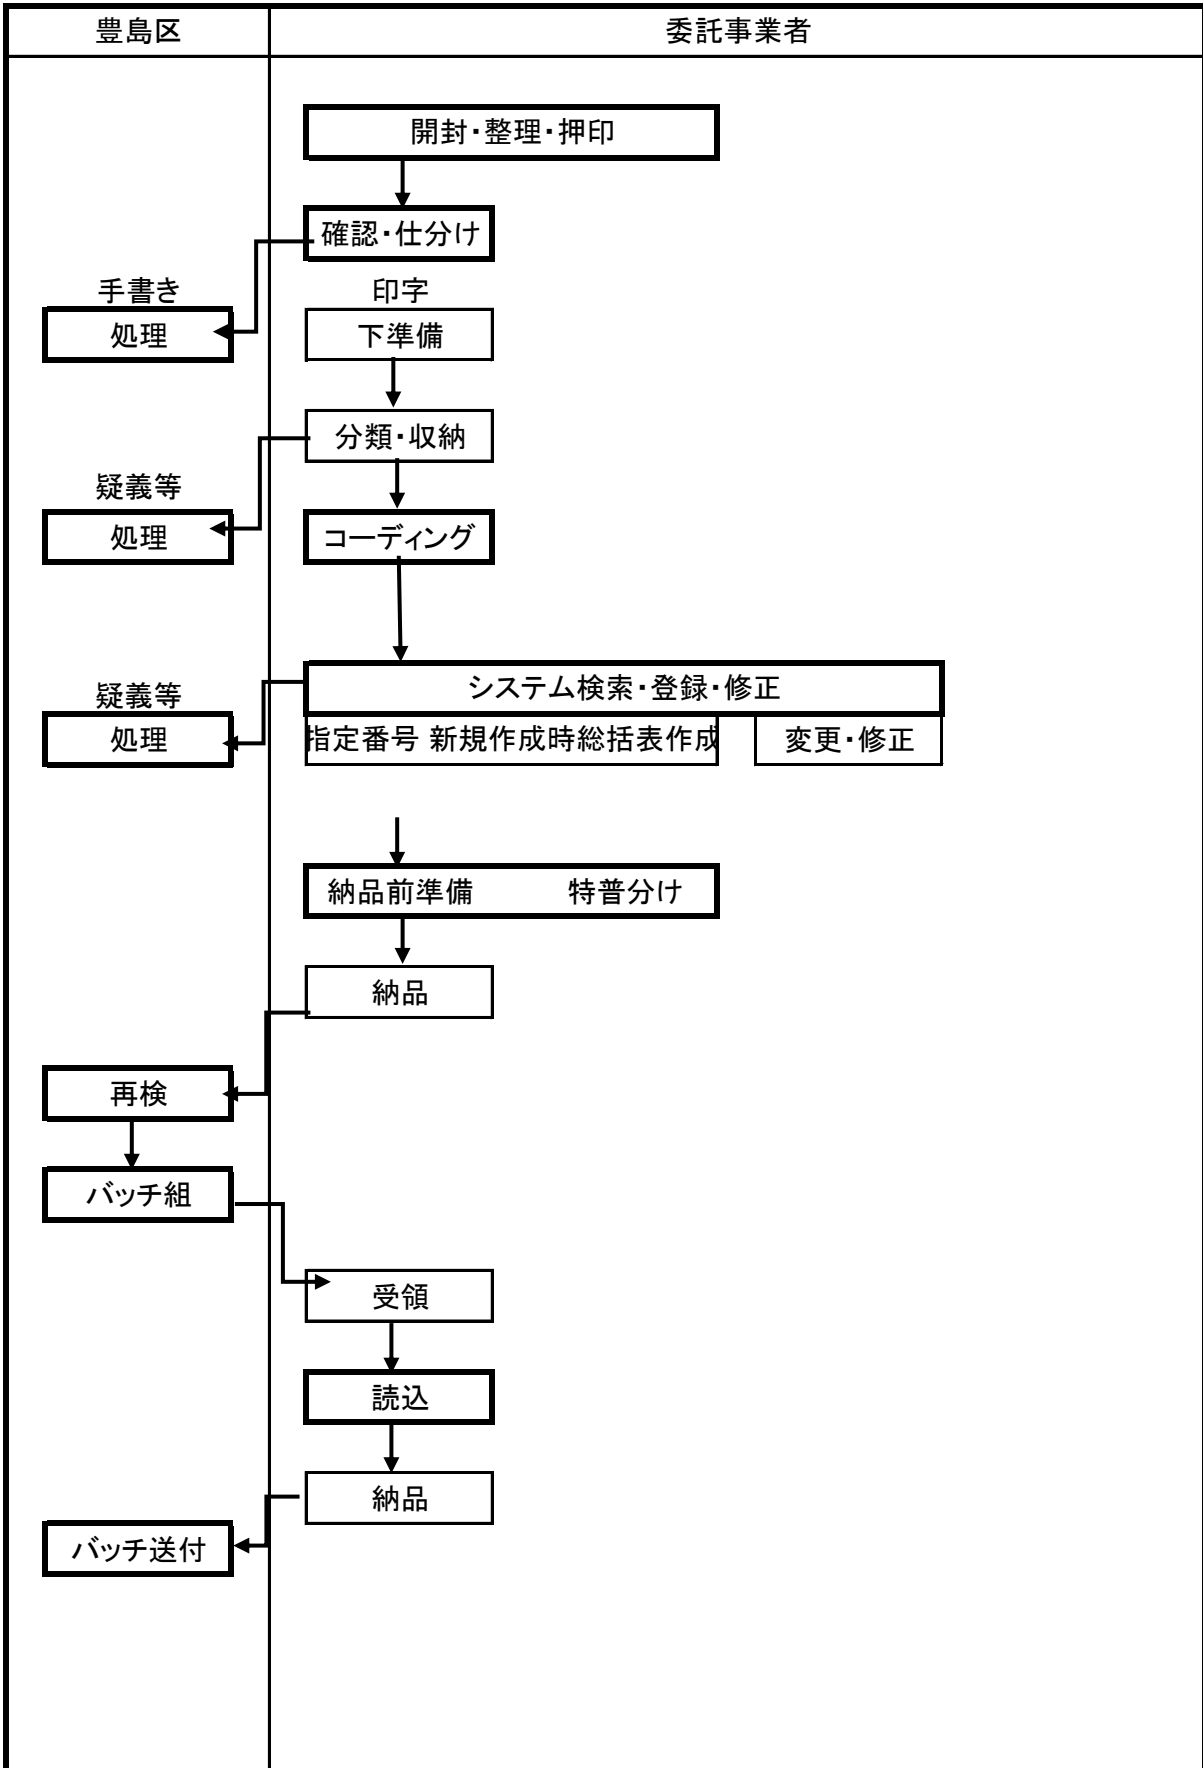 豊島区 委託事業者
開封・整理・押印
確認・仕分け
手書き 印字
処理 下準備
分類・収納
疑義等
処理 コーディング
システム検索・登録・修正
疑義等
処理 指定番号 新規作成時総括表作成 変更・修正
納品前準備 特普分け
納品
再検
バッチ組
受領
読込
納品
バッチ送付